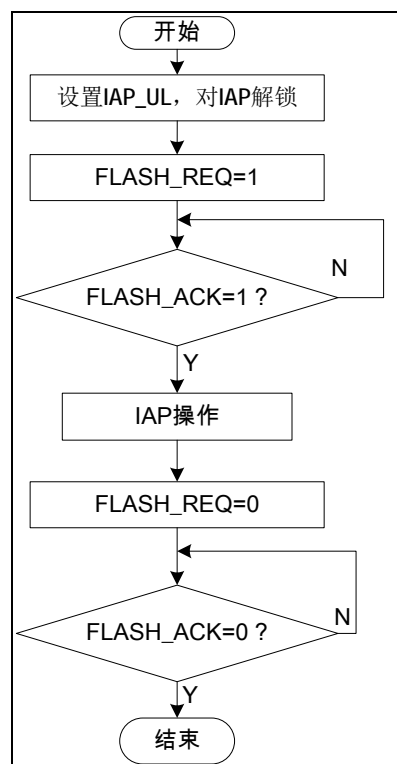 开始
设置IAP_UL，对IAP解锁
FLASH_REQ=1
N
FLASH_ACK=1 ?
Y
IAP操作
FLASH_REQ=0
FLASH_ACK=0 ?
N
Y
结束